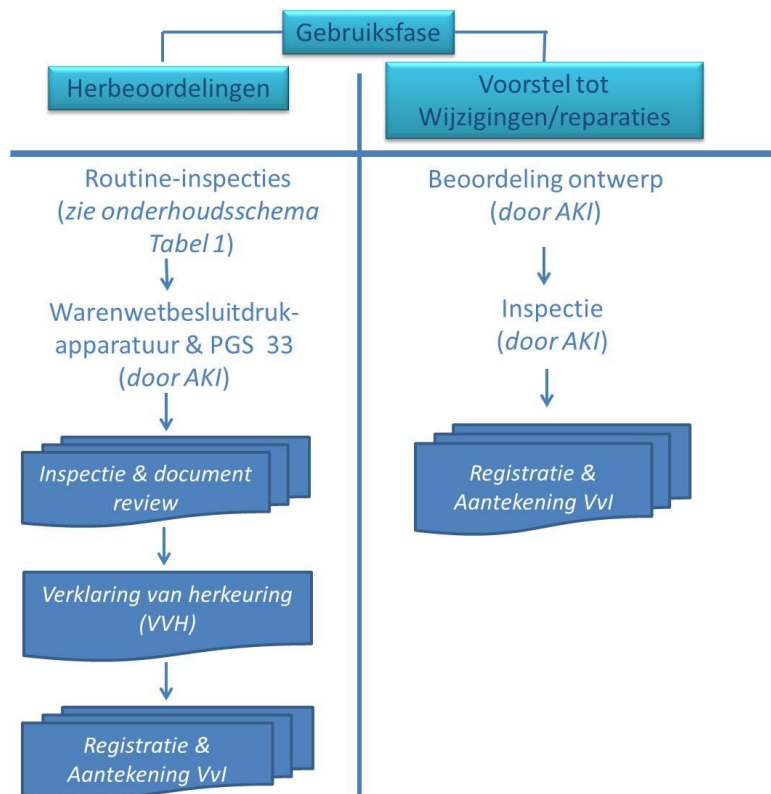 Gebruiksfase
Herbeoordelingen
Voorstel tot
Wijzigingen/reparaties
Routine-inspecties
(zie onderhoudsschema
Tabel 1)
Warenwetbesluitdruk-
apparatuur & PGS 33
(door AKI)
Inspectie & document
review
Verklaring van herkeuring
(VVH)
Registratie &
Aantekening VvI
Beoordeling ontwerp
(door AKI)
Inspectie
(door AKI)
Registratie &
Aantekening VvI